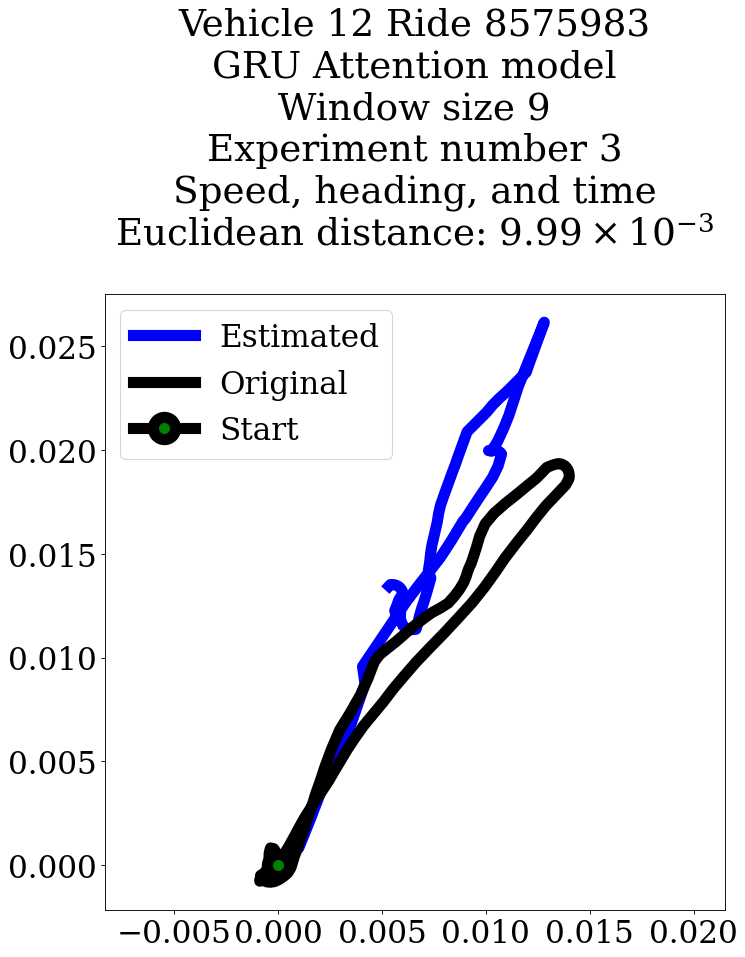 Vehicle 12 Ride 8575983
GRU Attention model
Window size 9
Experiment number 3
Speed, heading, and time
Euclidean distance: 9.99 × 10⁻³
Estimated
Original
Start
0.025
0.020
0.015
0.010
0.005
0.000
−0.005 0.000 0.005 0.010 0.015 0.020